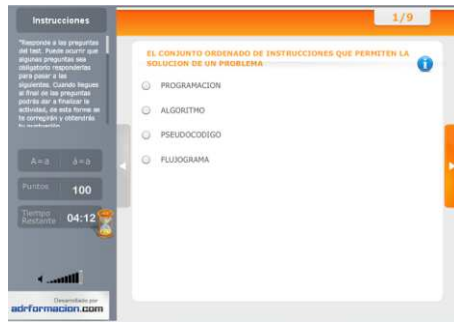 Instrucciones
"Responde a las preguntas
del test. Puede ocurrir que
algunas preguntas sea
obligatorio responderlas
para pasar a las
siguientes. Cuando llegues
al final de las preguntas
podrás dar a finalizar la
actividad, de esta forma se
te corregirán y obtendrás
tu puntuación
A=a á=a
Puntos 100
Tiempo
Restante 04:12
Desarrollado por
adrformacion.com
1/9
EL CONJUNTO ORDENADO DE INSTRUCCIONES QUE PERMITEN LA
SOLUCION DE UN PROBLEMA
PROGRAMACION
ALGORITMO
PSEUDOCODIGO
FLUJOGRAMA